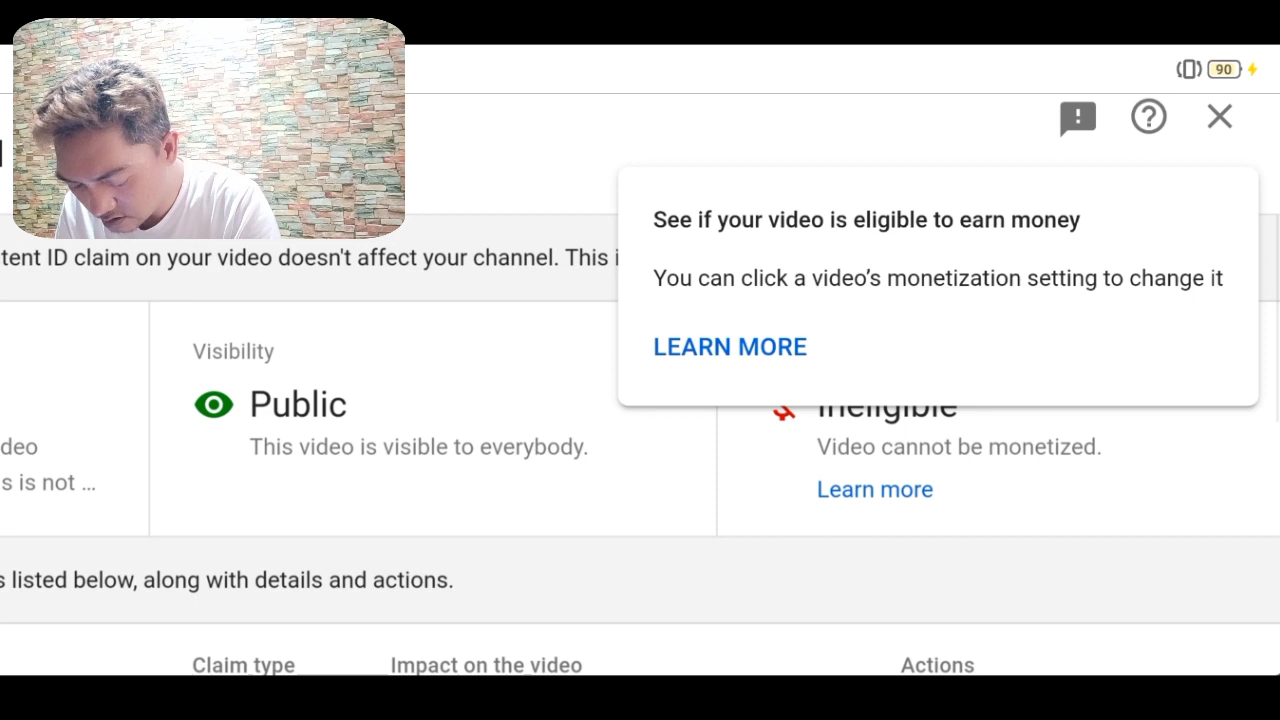 90
See if your video is eligible to earn money
tent ID claim on your video doesn't affect your channel. This i
You can click a video's monetization setting to change it
LEARN MORE
Visibility
Public
Ineligible
This video is visible to everybody.
Video cannot be monetized.
deo
s is not ...
Learn more
s listed below, along with details and actions.
Claim type
Impact on the video
Actions